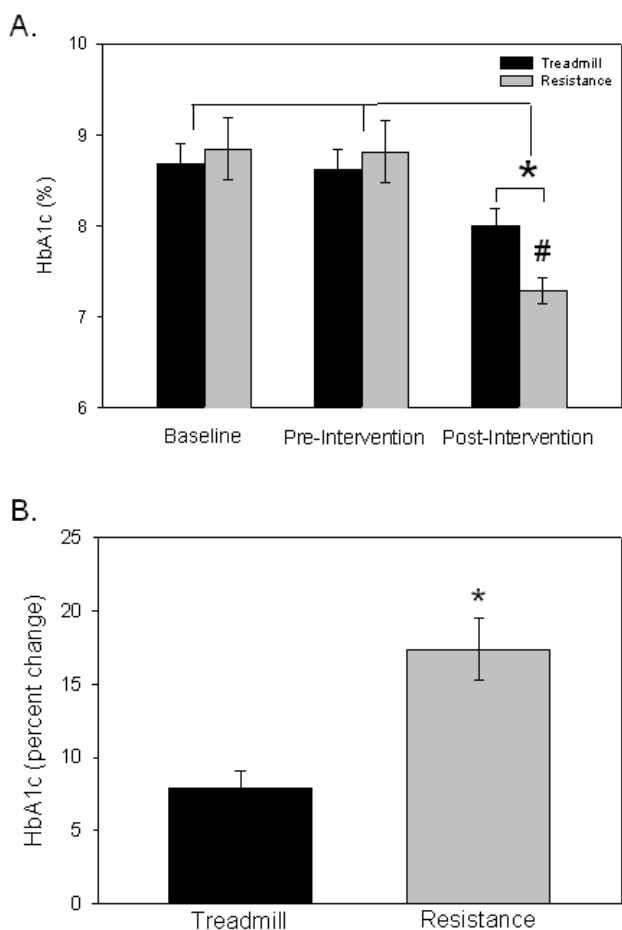 A.
10
9
8
7
6
HbA1c (%)
Treadmill
Resistance
*
#
Baseline Pre-Intervention Post-Intervention
B.
25
20
15
10
5
0
HbA1c (percent change)
*
Treadmill Resistance